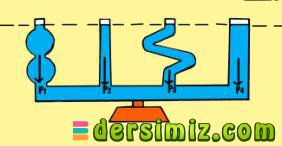 P₁ P₂ P₃ P₄
dersimiz.com